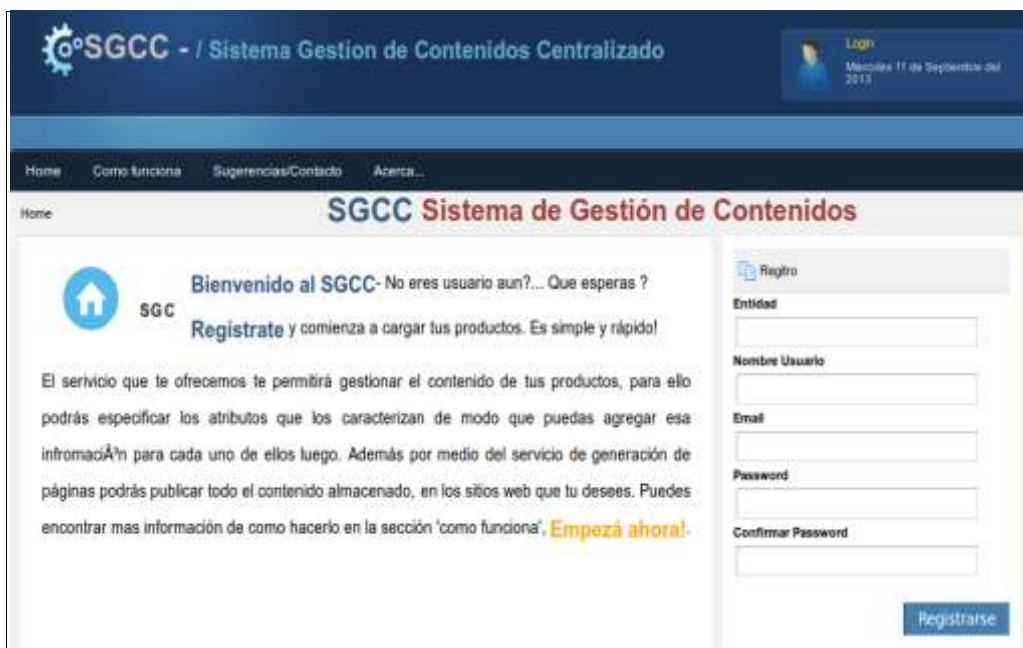 SGCC - / Sistema Gestion de Contenidos Centralizado
Login
Miercoles 11 de Septiembre del
2013
Home Como funciona Sugerencias/Contacto Acerca...
Home
SGCC Sistema de Gestión de Contenidos
SGC
Bienvenido al SGCC- No eres usuario aun?... Que esperas ?
Registrate y comienza a cargar tus productos. Es simple y rápido!
El serivicio que te ofrecemos te permitirá gestionar el contenido de tus productos, para ello
podrás especificar los atributos que los caracterizan de modo que puedas agregar esa
infromaciÃ³n para cada uno de ellos luego. Además por medio del servicio de generación de
páginas podrás publicar todo el contenido almacenado, en los sitios web que tu desees. Puedes
encontrar mas información de como hacerlo en la sección 'como funciona'. Empezá ahora!.
Regitro
Entidad
Nombre Usuario
Email
Password
Confirmar Password
Registrarse